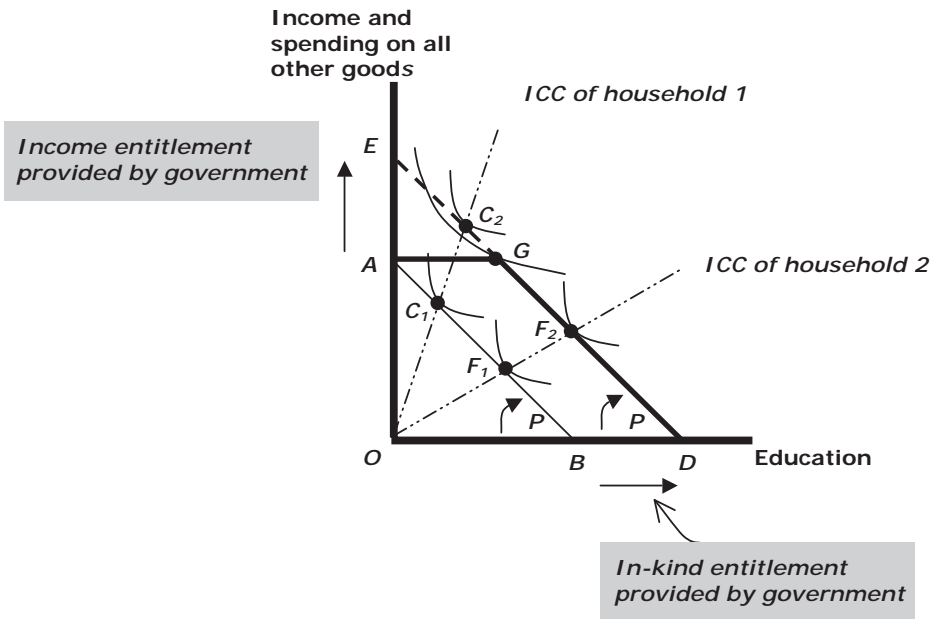 Income and
spending on all
other goods
ICC of household 1
Income entitlement
provided by government
E
C2
G
A
ICC of household 2
C1
F2
F1
P
P
O
B
D
Education
In-kind entitlement
provided by government